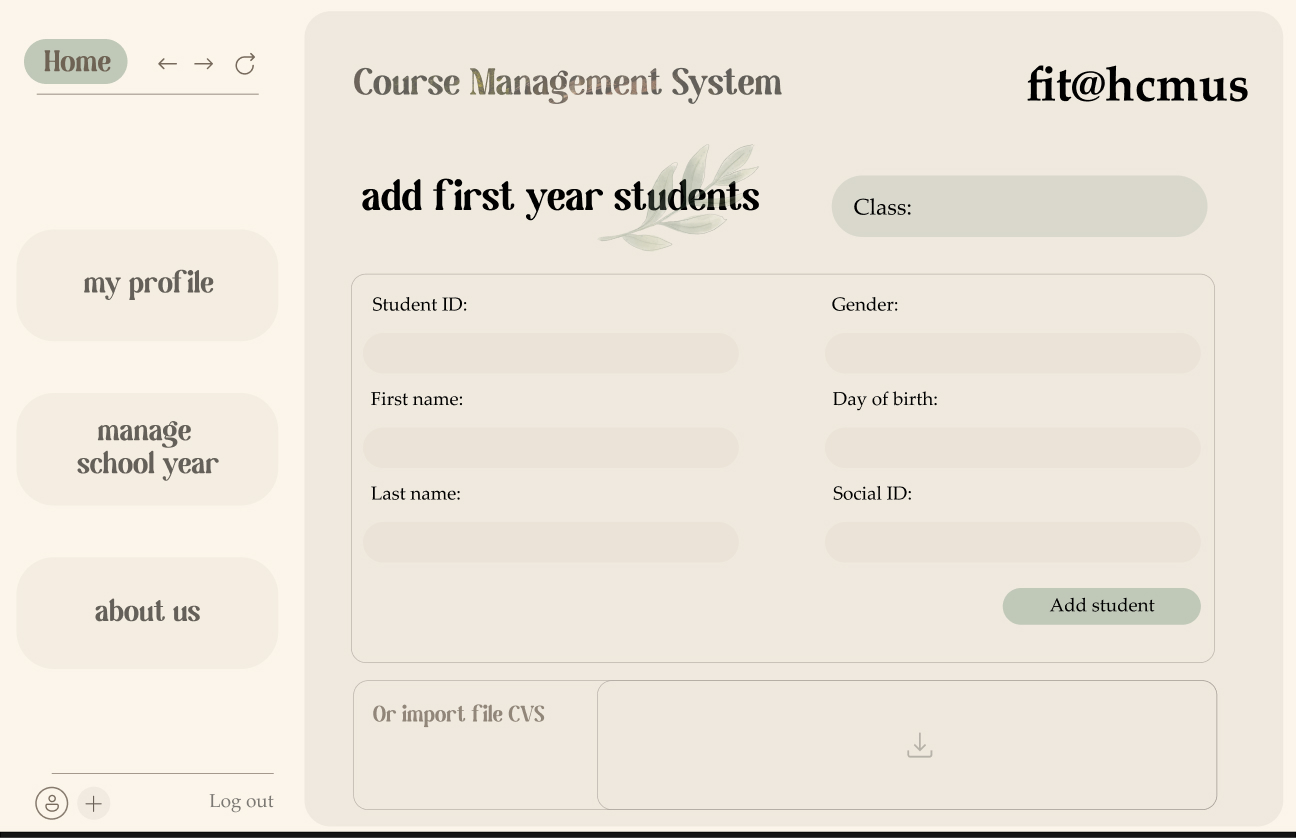 Home
Course Management System
fit@hcmus
add first year students
Class:
my profile
manage
school year
about us
Student ID:
Gender:
First name:
Day of birth:
Last name:
Social ID:
Add student
Or import file CVS
Log out